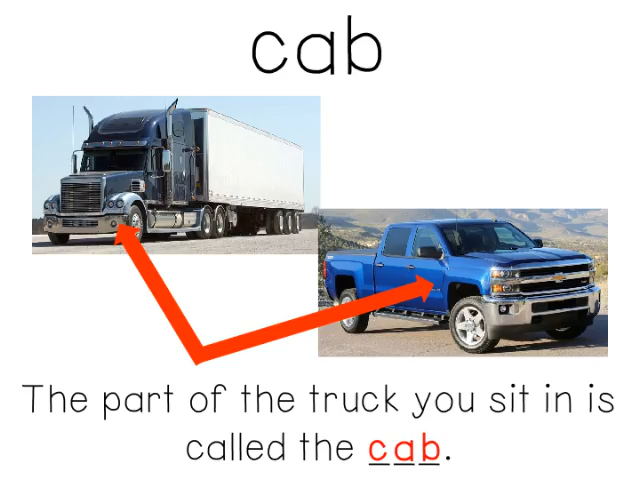 cab
The part of the truck you sit in is
called the cab.